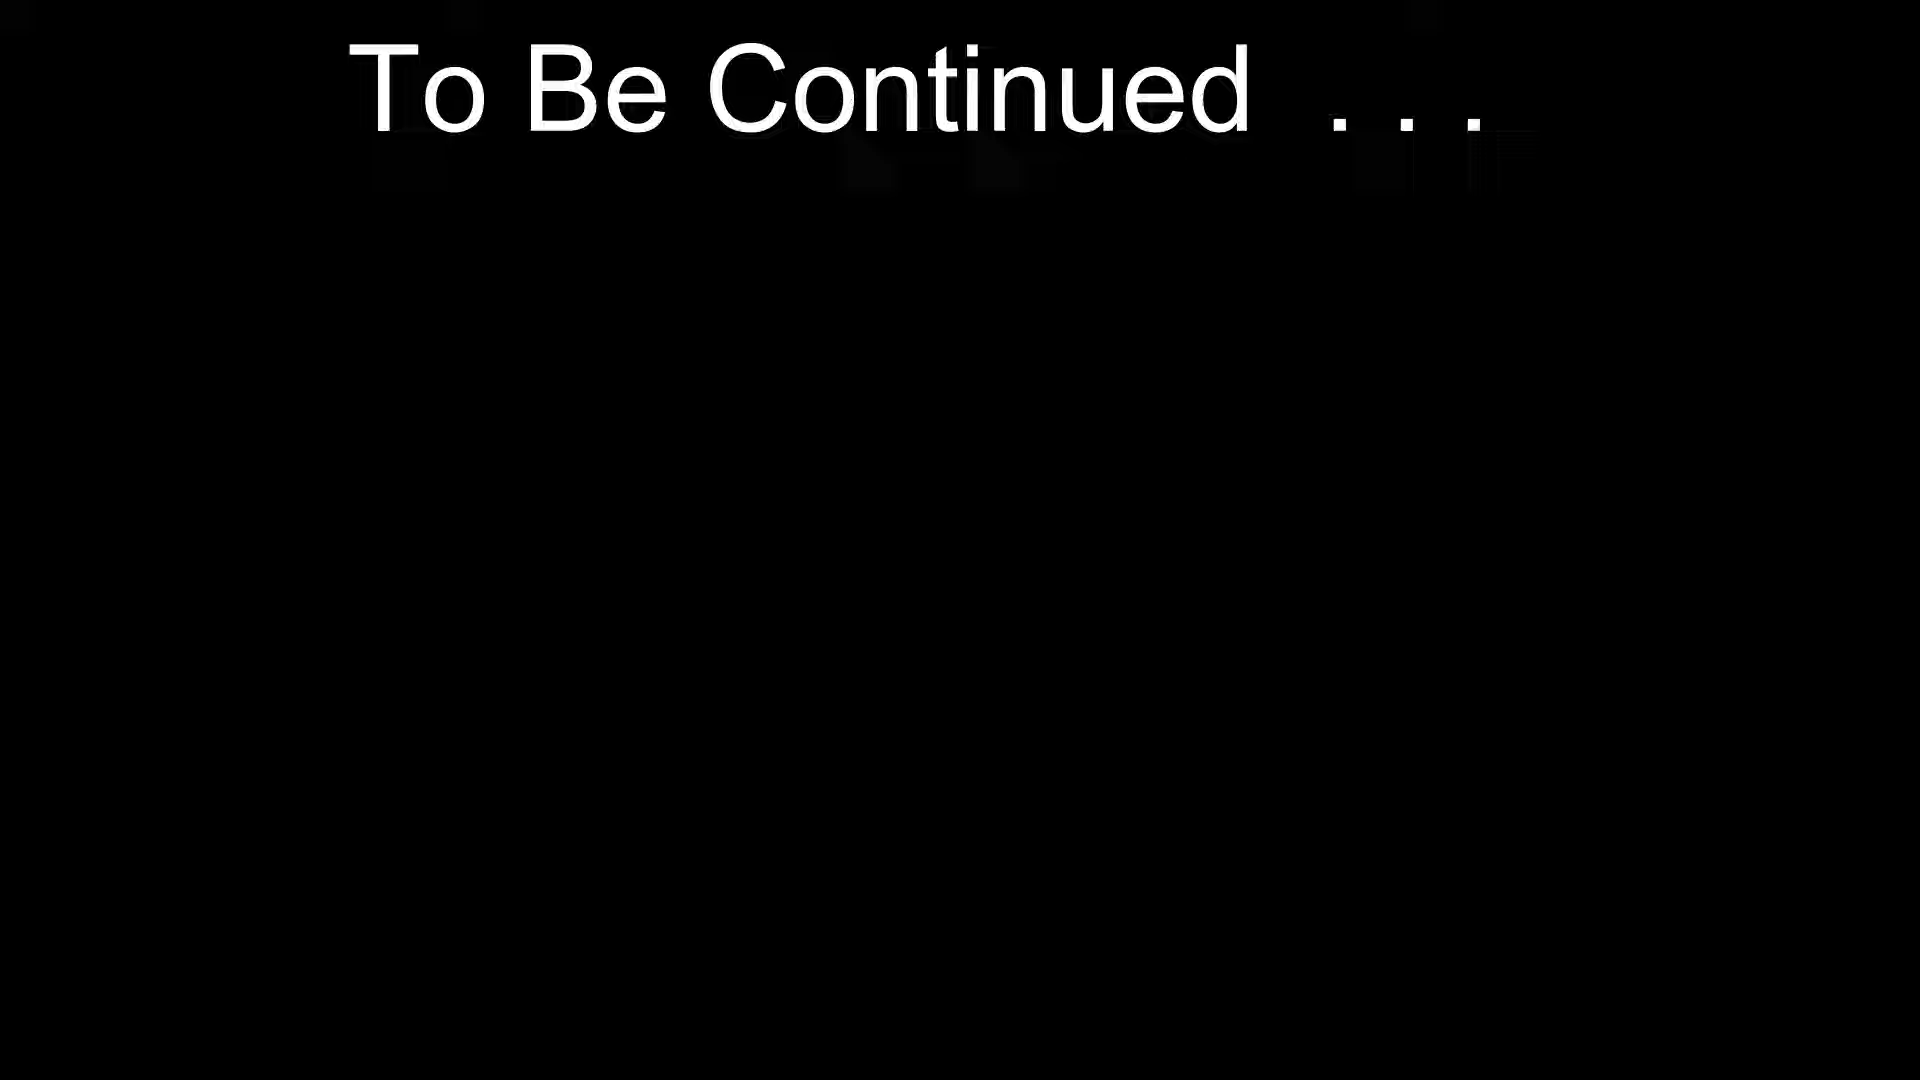 To Be Continued  . . .